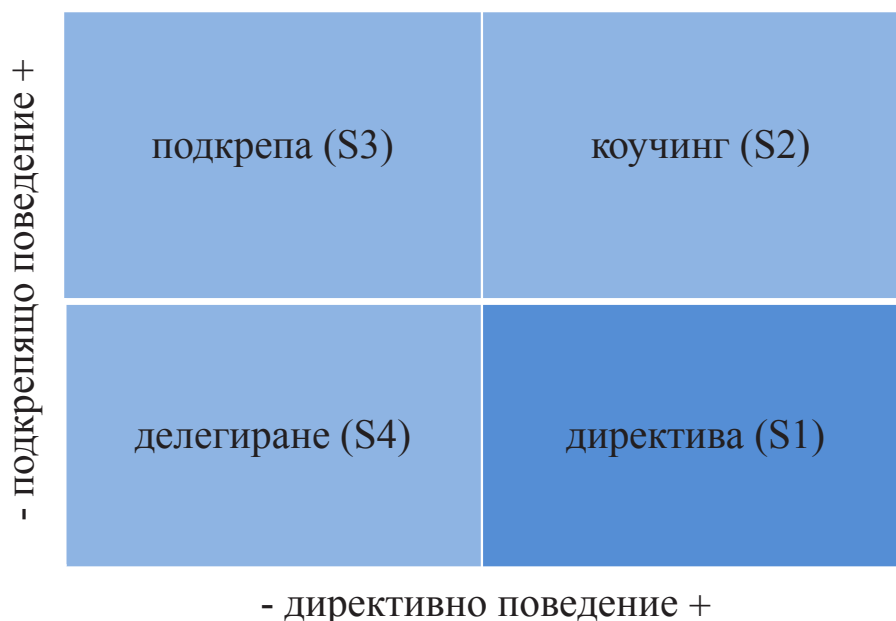 - подкрепящо поведение +
подкрепа (S3)
коучинг (S2)
делегиране (S4)
директива (S1)
- директивно поведение +